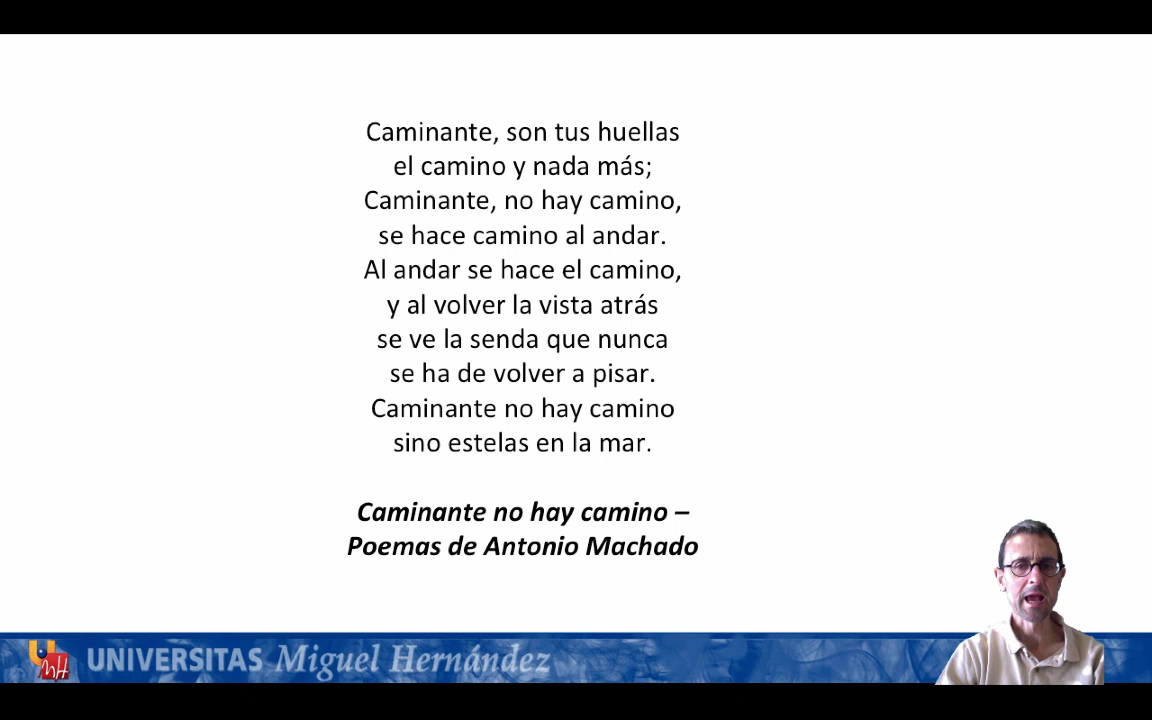 Caminante, son tus huellas
el camino y nada más;
Caminante, no hay camino,
se hace camino al andar.
Al andar se hace el camino,
y al volver la vista atrás
se ve la senda que nunca
se ha de volver a pisar.
Caminante no hay camino
sino estelas en la mar.
Caminante no hay camino –
Poemas de Antonio Machado
UNIVERSITAS Miguel Hernández